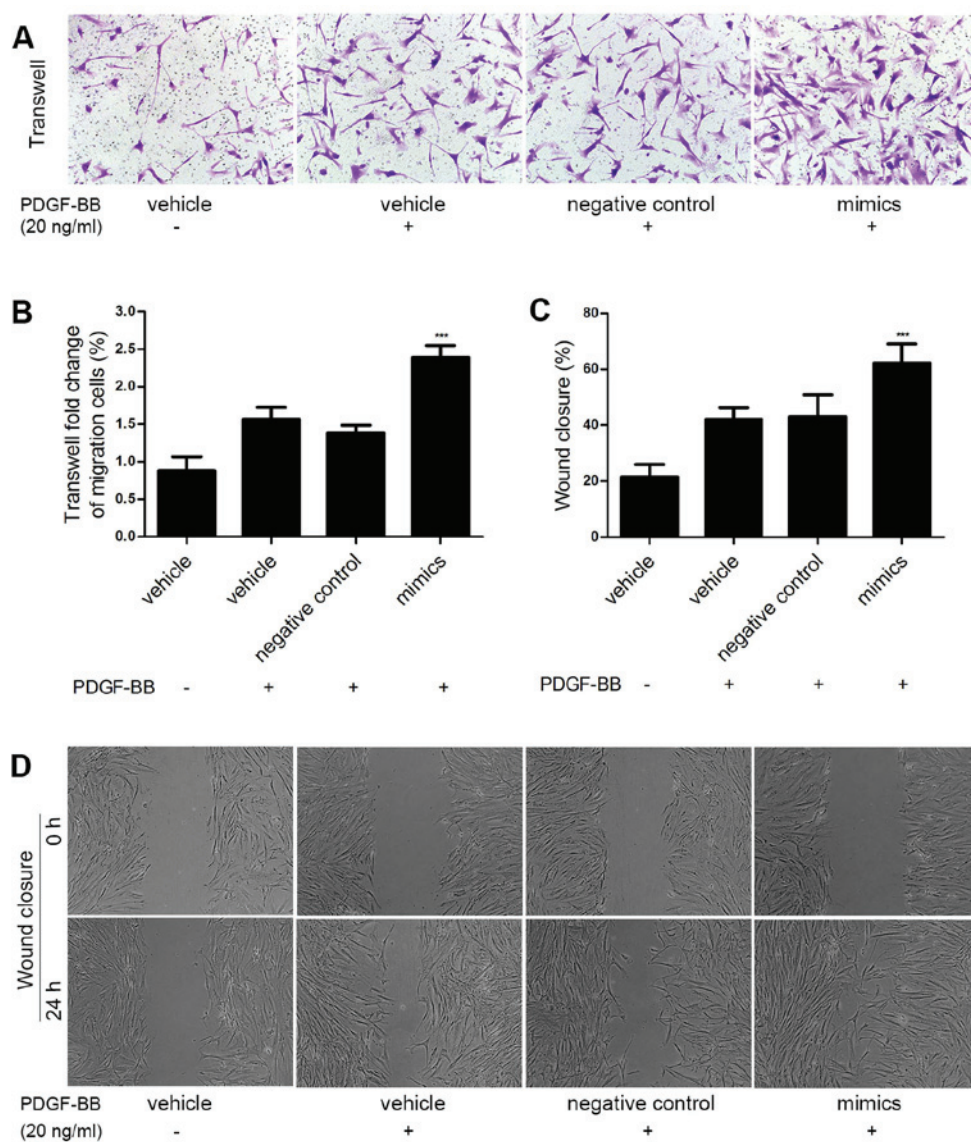 A
Transwell
PDGF-BB vehicle vehicle negative control mimics
(20 ng/ml) - + + +
B
Transwell fold change
of migration cells (%)
3.0
2.5
2.0
1.5
1.0
0.5
0.0
***
vehicle
vehicle
negative control
mimics
PDGF-BB - + + +
C
Wound closure (%)
80
60
40
20
0
***
vehicle
vehicle
negative control
mimics
PDGF-BB - + + +
D
Wound closure
0 h
24 h
PDGF-BB vehicle vehicle negative control mimics
(20 ng/ml) - + + +